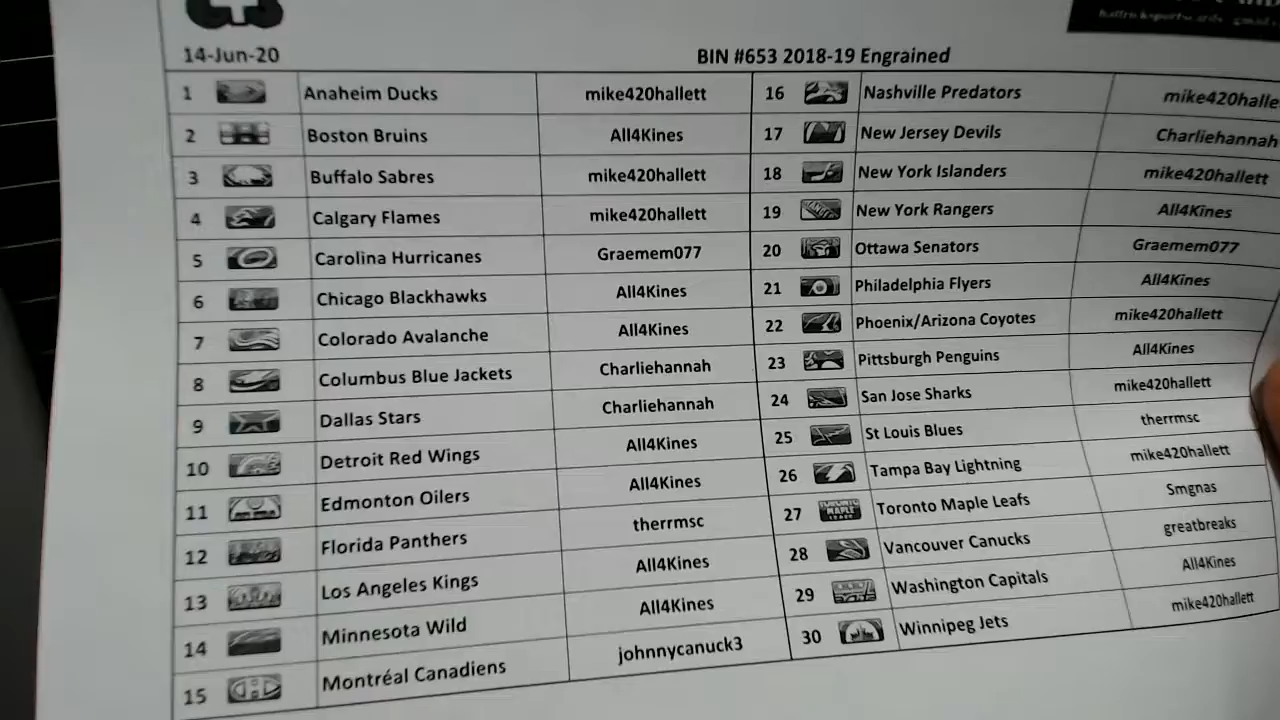 14-Jun-20 BIN #653 2018-19 Engrained
1 Anaheim Ducks mike420hallett 16 Nashville Predators mike420halle
2 Boston Bruins All4Kines 17 New Jersey Devils Charliehannah
3 Buffalo Sabres mike420hallett 18 New York Islanders mike420hallett
4 Calgary Flames mike420hallett 19 New York Rangers All4Kines
5 Carolina Hurricanes Graemem077 20 Ottawa Senators Graemem077
6 Chicago Blackhawks All4Kines 21 Philadelphia Flyers All4Kines
7 Colorado Avalanche All4Kines 22 Phoenix/Arizona Coyotes mike420hallett
8 Columbus Blue Jackets Charliehannah 23 Pittsburgh Penguins All4Kines
9 Dallas Stars Charliehannah 24 San Jose Sharks mike420hallett
10 Detroit Red Wings All4Kines 25 St Louis Blues therrmsc
11 Edmonton Oilers All4Kines 26 Tampa Bay Lightning mike420hallett
12 Florida Panthers therrmsc 27 TORONTO MAPLE LEAFS Toronto Maple Leafs Smgnas
13 Los Angeles Kings All4Kines 28 Vancouver Canucks greatbreaks
14 Minnesota Wild All4Kines 29 Washington Capitals All4Kines
15 Montréal Canadiens johnnycanuck3 30 Winnipeg Jets mike420hallett